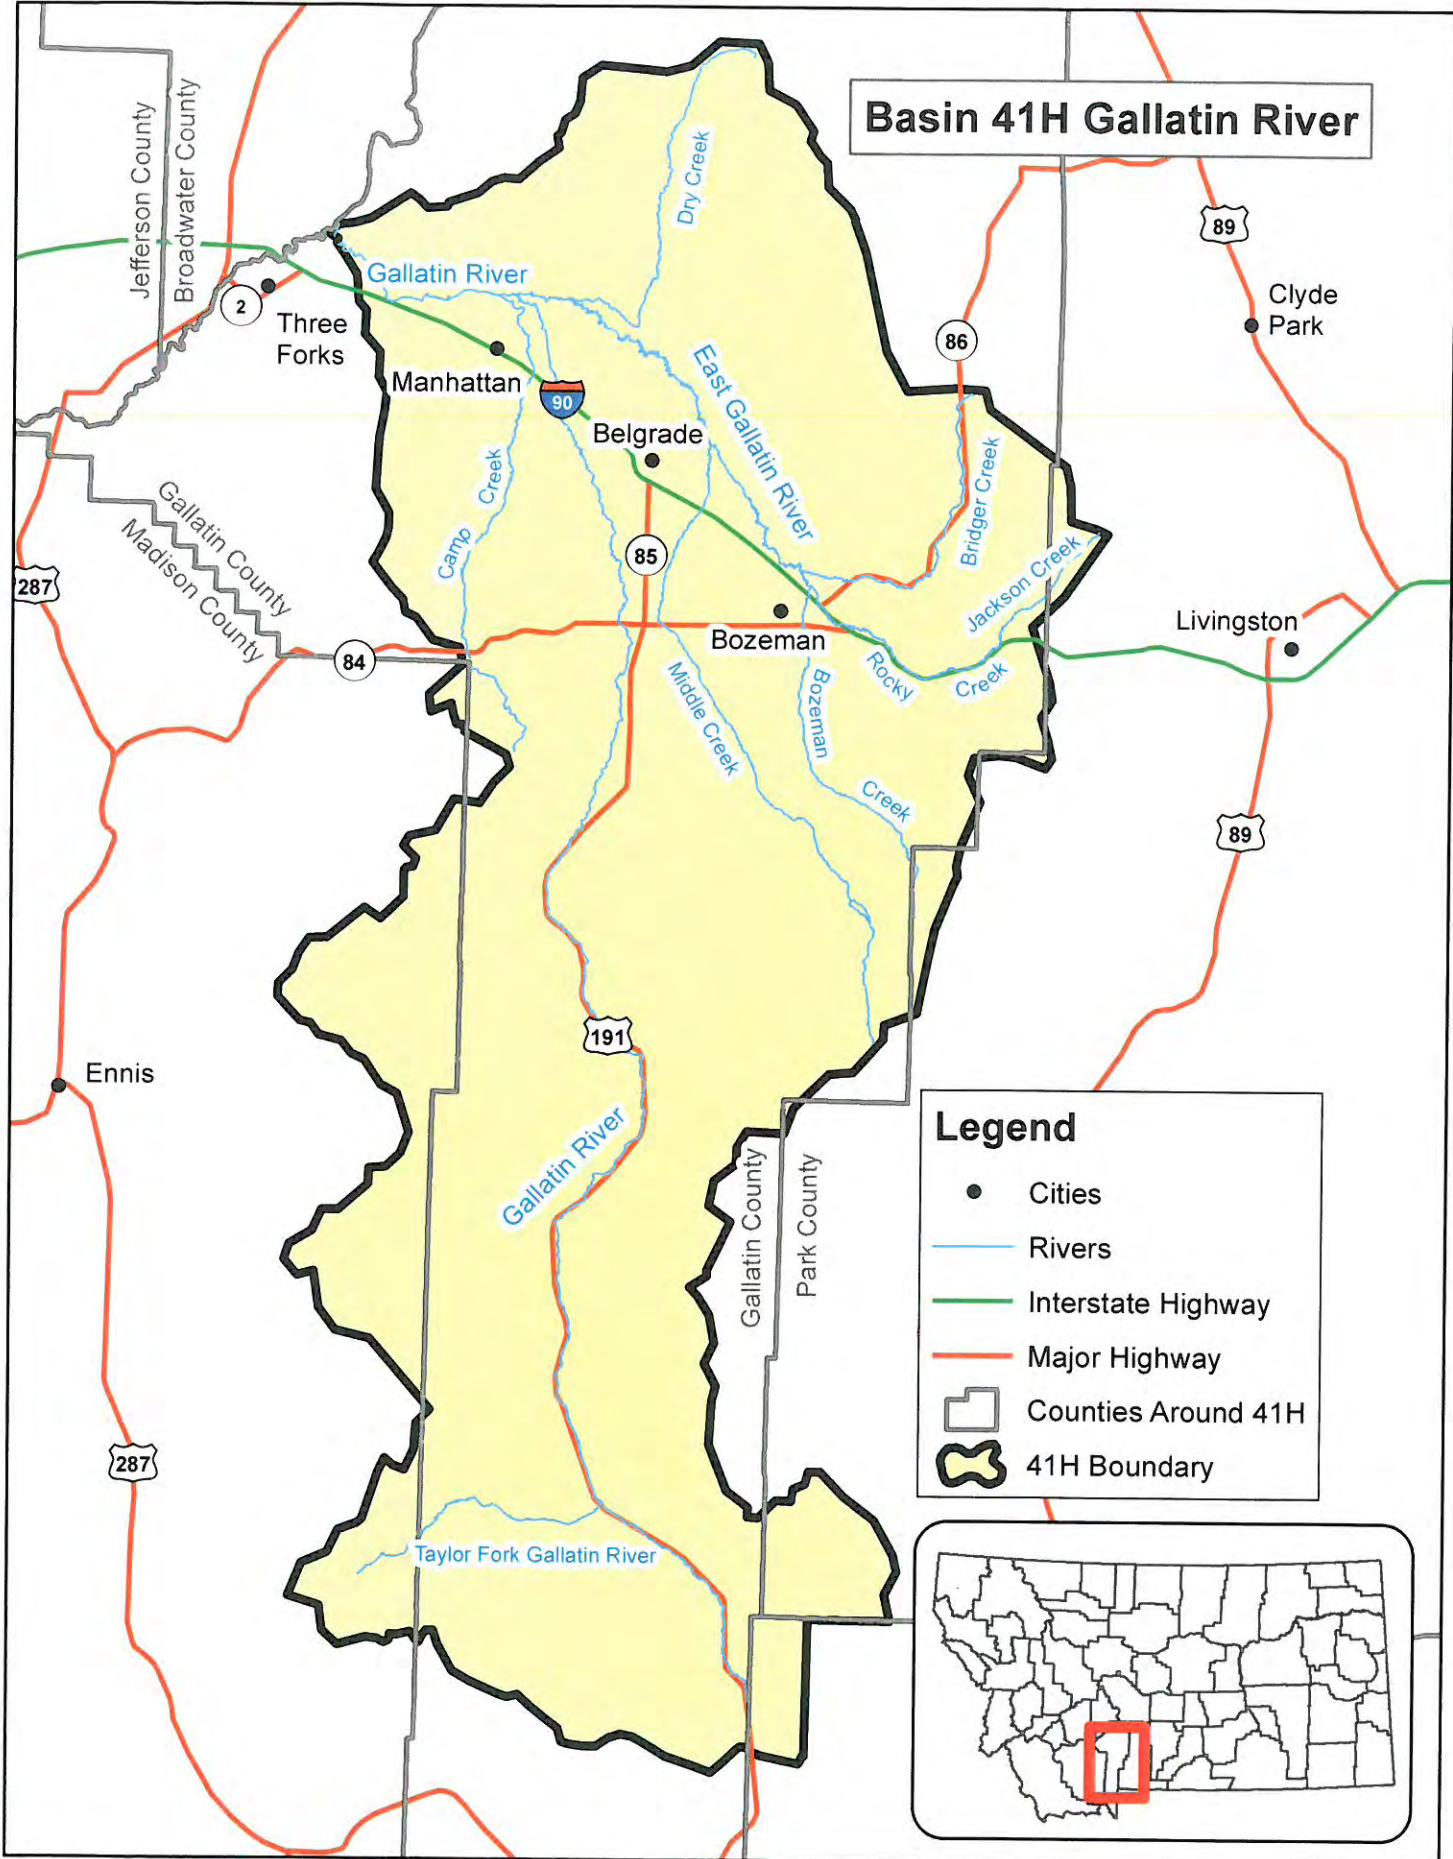 Basin 41H Gallatin River
Jefferson County
Broadwater County
Dry Creek
89
Gallatin River
2
Three
Forks
Clyde
Park
86
Manhattan
90
East Gallatin River
Belgrade
Camp Creek
Bridger Creek
Gallatin County
Madison County
85
287
Jackson Creek
Bozeman
Livingston
84
Rocky Creek
Middle Creek
Bozeman Creek
89
191
Ennis
Gallatin River
Gallatin County
Park County
Legend
Cities
Rivers
Interstate Highway
Major Highway
Counties Around 41H
41H Boundary
287
Taylor Fork Gallatin River